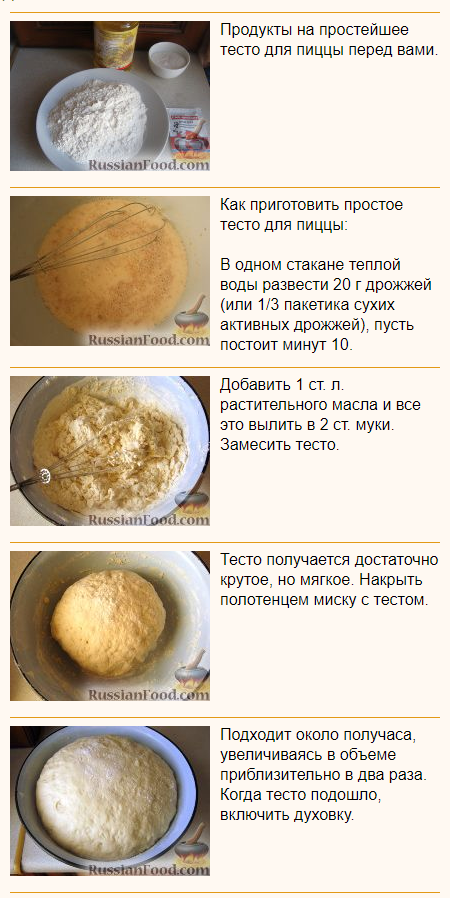 Продукты на простейшее
тесто для пиццы перед вами.
RussianFood.com
Как приготовить простое
тесто для пиццы:
В одном стакане теплой
воды развести 20 г дрожжей
(или 1/3 пакетика сухих
активных дрожжей), пусть
постоит минут 10.
RussianFood.com
Добавить 1 ст. л.
растительного масла и все
это вылить в 2 ст. муки.
Замесить тесто.
RussianFood.com
Тесто получается достаточно
крутое, но мягкое. Накрыть
полотенцем миску с тестом.
RussianFood.com
Подходит около получаса,
увеличиваясь в объеме
приблизительно в два раза.
Когда тесто подошло,
включить духовку.
RussianFood.com